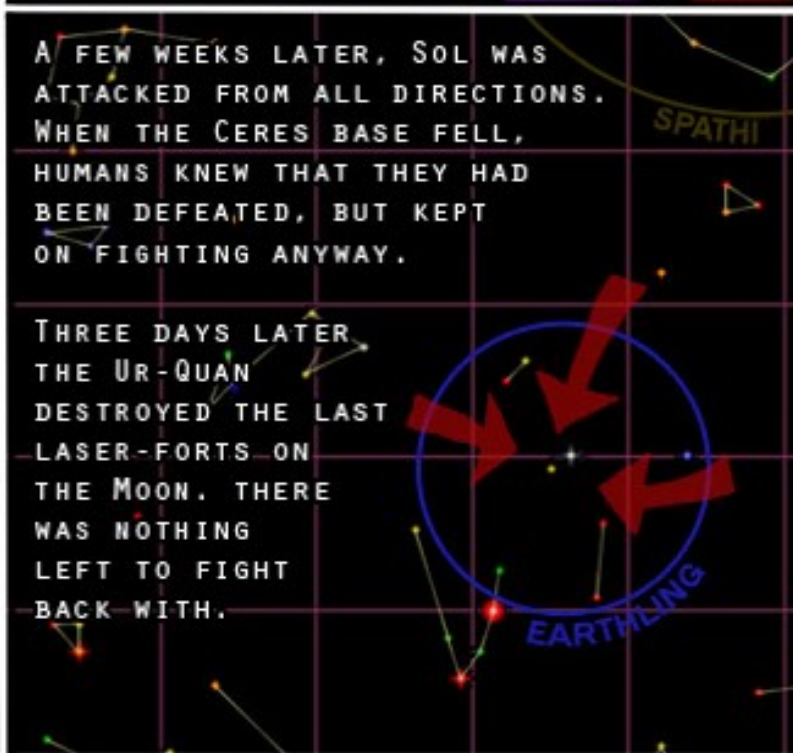 A FEW WEEKS LATER, SOL WAS
ATTACKED FROM ALL DIRECTIONS.
WHEN THE CERES BASE FELL,
HUMANS KNEW THAT THEY HAD
BEEN DEFEATED, BUT KEPT
ON FIGHTING ANYWAY.
THREE DAYS LATER
THE UR-QUAN
DESTROYED THE LAST
LASER-FORTS ON
THE MOON. THERE
WAS NOTHING
LEFT TO FIGHT
BACK WITH.
SPATHI
EARTHLING